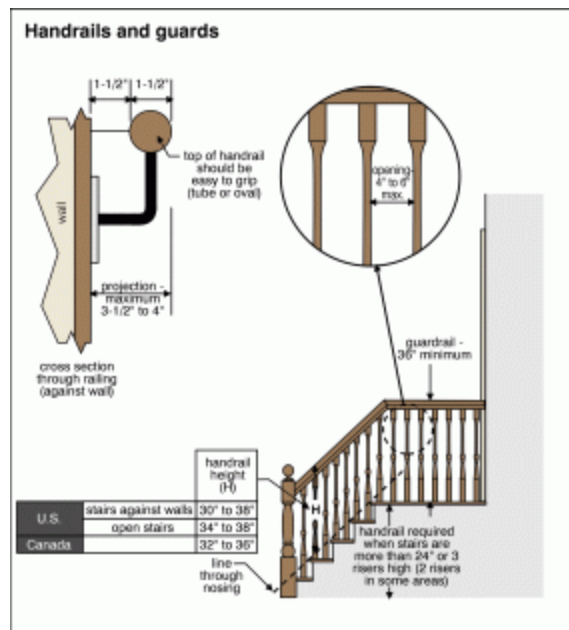 Handrails and guards
1-1/2" 1-1/2"
top of handrail
should be
easy to grip
(tube or oval)
wall
projection -
maximum
3-1/2" to 4"
cross section
through railing
(against wall)
opening-
4" to 6"
max.
guardrail -
36" minimum
handrail
height
(H)
U.S. stairs against walls 30" to 38"
open stairs 34" to 38"
Canada 32" to 36"
H
line
through
nosing
handrail required
when stairs are
more than 24" or 3
risers high (2 risers
in some areas)